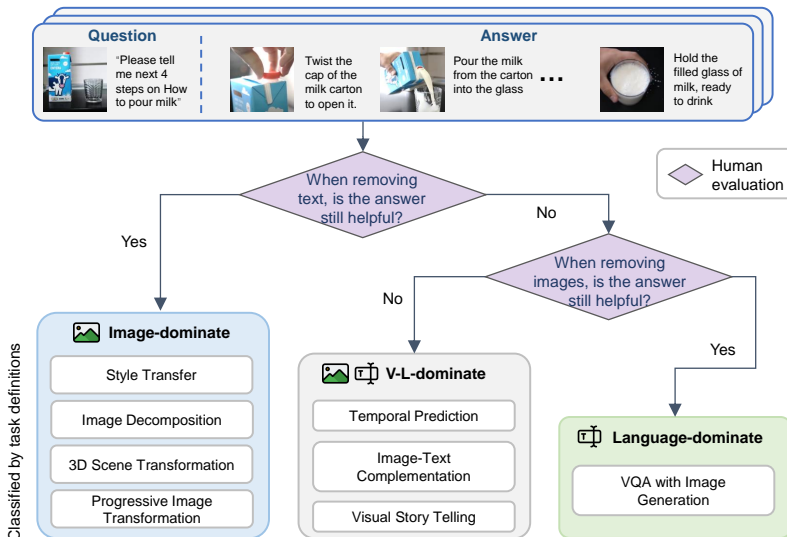 Question
Answer
"Please tell
me next 4
steps on How
to pour milk"
Twist the
cap of the
milk carton
to open it.
Pour the milk
from the carton
into the glass
...
Hold the
filled glass of
milk, ready
to drink
Human
evaluation
When removing
text, is the answer
still helpful?
Yes
No
When removing
images, is the answer
still helpful?
No
Yes
Classified by task definitions
Image-dominate
Style Transfer
Image Decomposition
3D Scene Transformation
Progressive Image
Transformation
T V-L-dominate
Temporal Prediction
Image-Text
Complementation
Visual Story Telling
T Language-dominate
VQA with Image
Generation